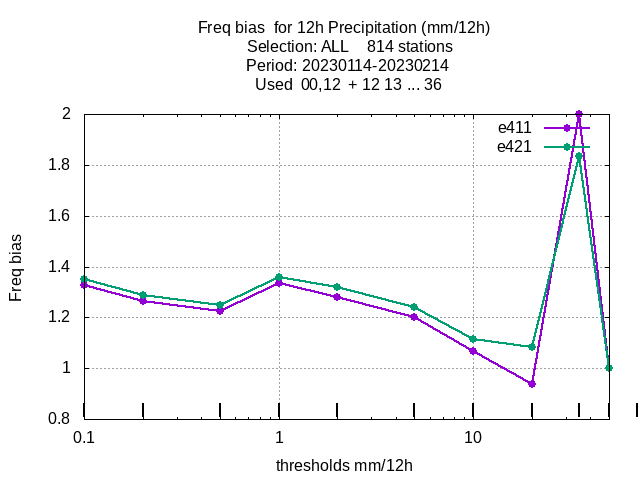 Freq bias  for 12h Precipitation (mm/12h)
Selection: ALL    814 stations
Period: 20230114-20230214
Used  00,12  + 12 13 ... 36
e411
e421
2
1.8
1.6
1.4
1.2
1
0.8
Freq bias
0.1
1
10
thresholds mm/12h